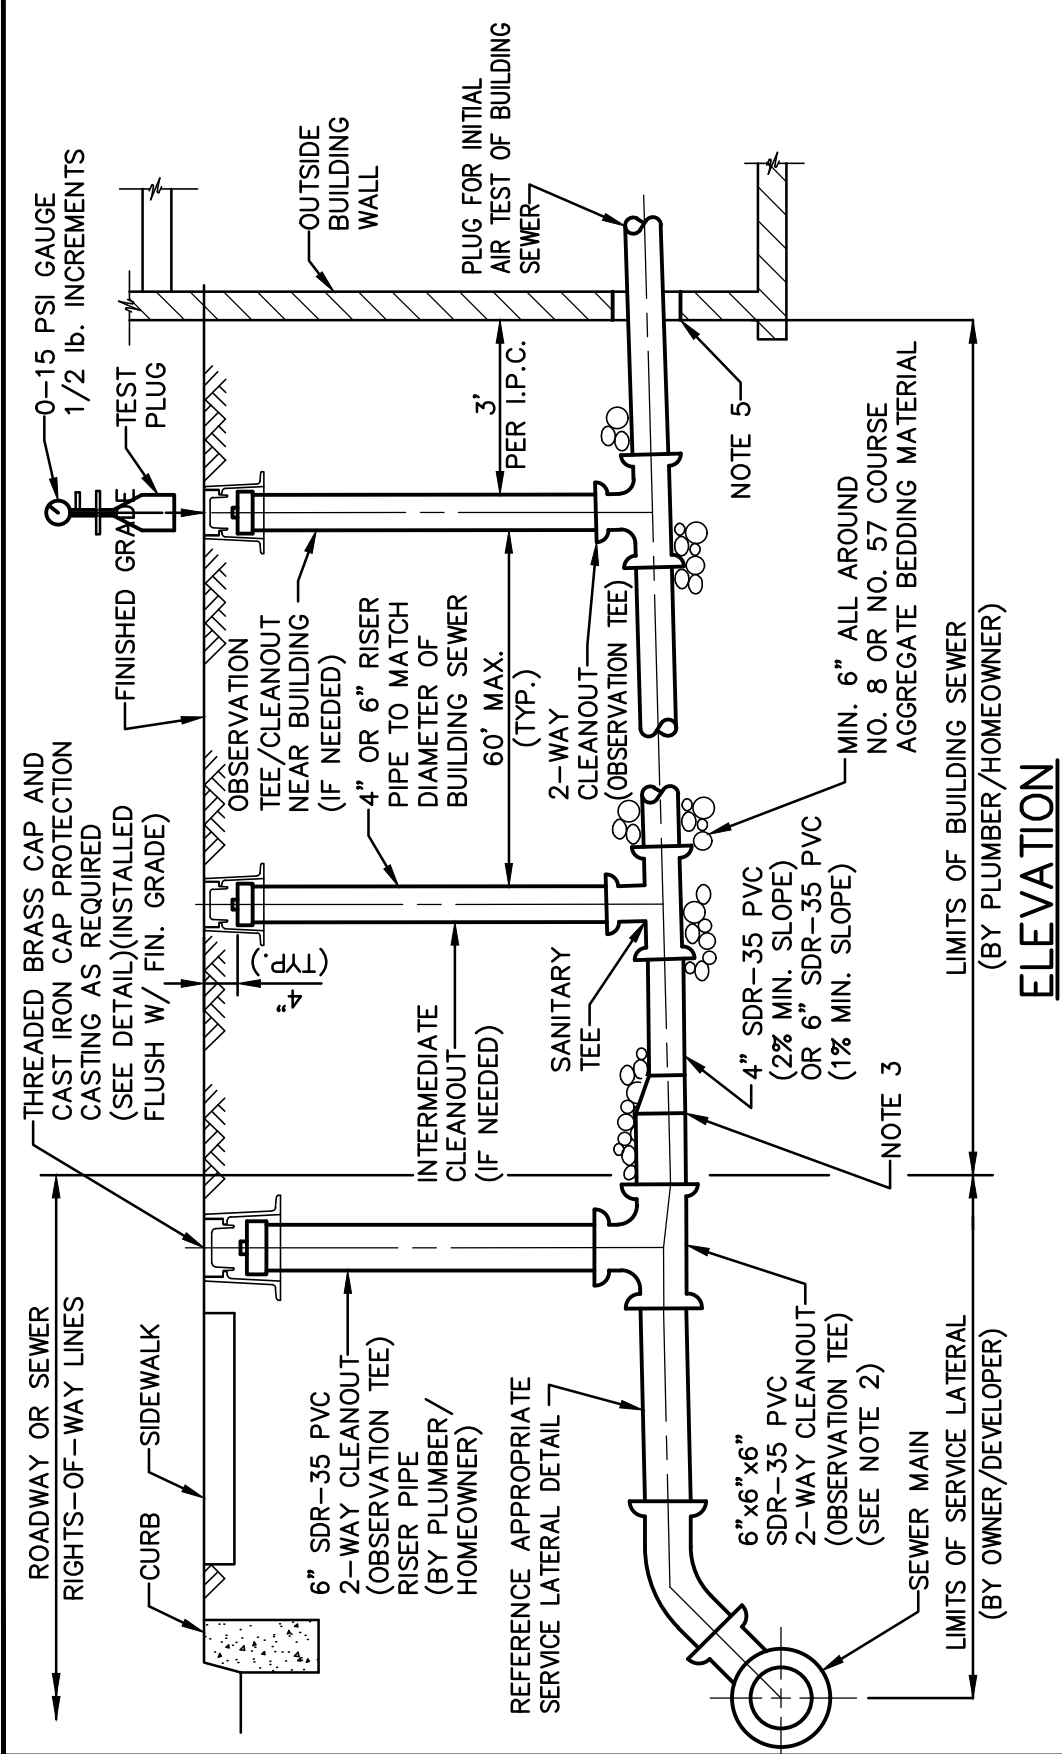 ROADWAY OR SEWER
RIGHTS-OF-WAY LINES
CURB
SIDEWALK
THREADED BRASS CAP AND
CAST IRON CAP PROTECTION
CASTING AS REQUIRED
(SEE DETAIL)(INSTALLED
FLUSH W/ FIN. GRADE)
FINISHED GRADE
0-15 PSI GAUGE
1/2 lb. INCREMENTS
TEST
PLUG
OUTSIDE
BUILDING
WALL
4"
(TYP.)
OBSERVATION
TEE/CLEANOUT
NEAR BUILDING
(IF NEEDED)
4" OR 6" RISER
PIPE TO MATCH
DIAMETER OF
BUILDING SEWER
60' MAX.
(TYP.)
3'
PER I.P.C.
PLUG FOR INITIAL
AIR TEST OF BUILDING
SEWER
6" SDR-35 PVC
2-WAY CLEANOUT
(OBSERVATION TEE)
RISER PIPE
(BY PLUMBER/
HOMEOWNER)
INTERMEDIATE
CLEANOUT
(IF NEEDED)
2-WAY
CLEANOUT
(OBSERVATION TEE)
SANITARY
TEE
REFERENCE APPROPRIATE
SERVICE LATERAL DETAIL
NOTE 5
4" SDR-35 PVC
(2% MIN. SLOPE)
OR 6" SDR-35 PVC
(1% MIN. SLOPE)
MIN. 6" ALL AROUND
NO. 8 OR NO. 57 COURSE
AGGREGATE BEDDING MATERIAL
6"x6"x6"
SDR-35 PVC
2-WAY CLEANOUT
(OBSERVATION TEE)
(SEE NOTE 2)
NOTE 3
SEWER MAIN
LIMITS OF SERVICE LATERAL
(BY OWNER/DEVELOPER)
LIMITS OF BUILDING SEWER
(BY PLUMBER/HOMEOWNER)
ELEVATION